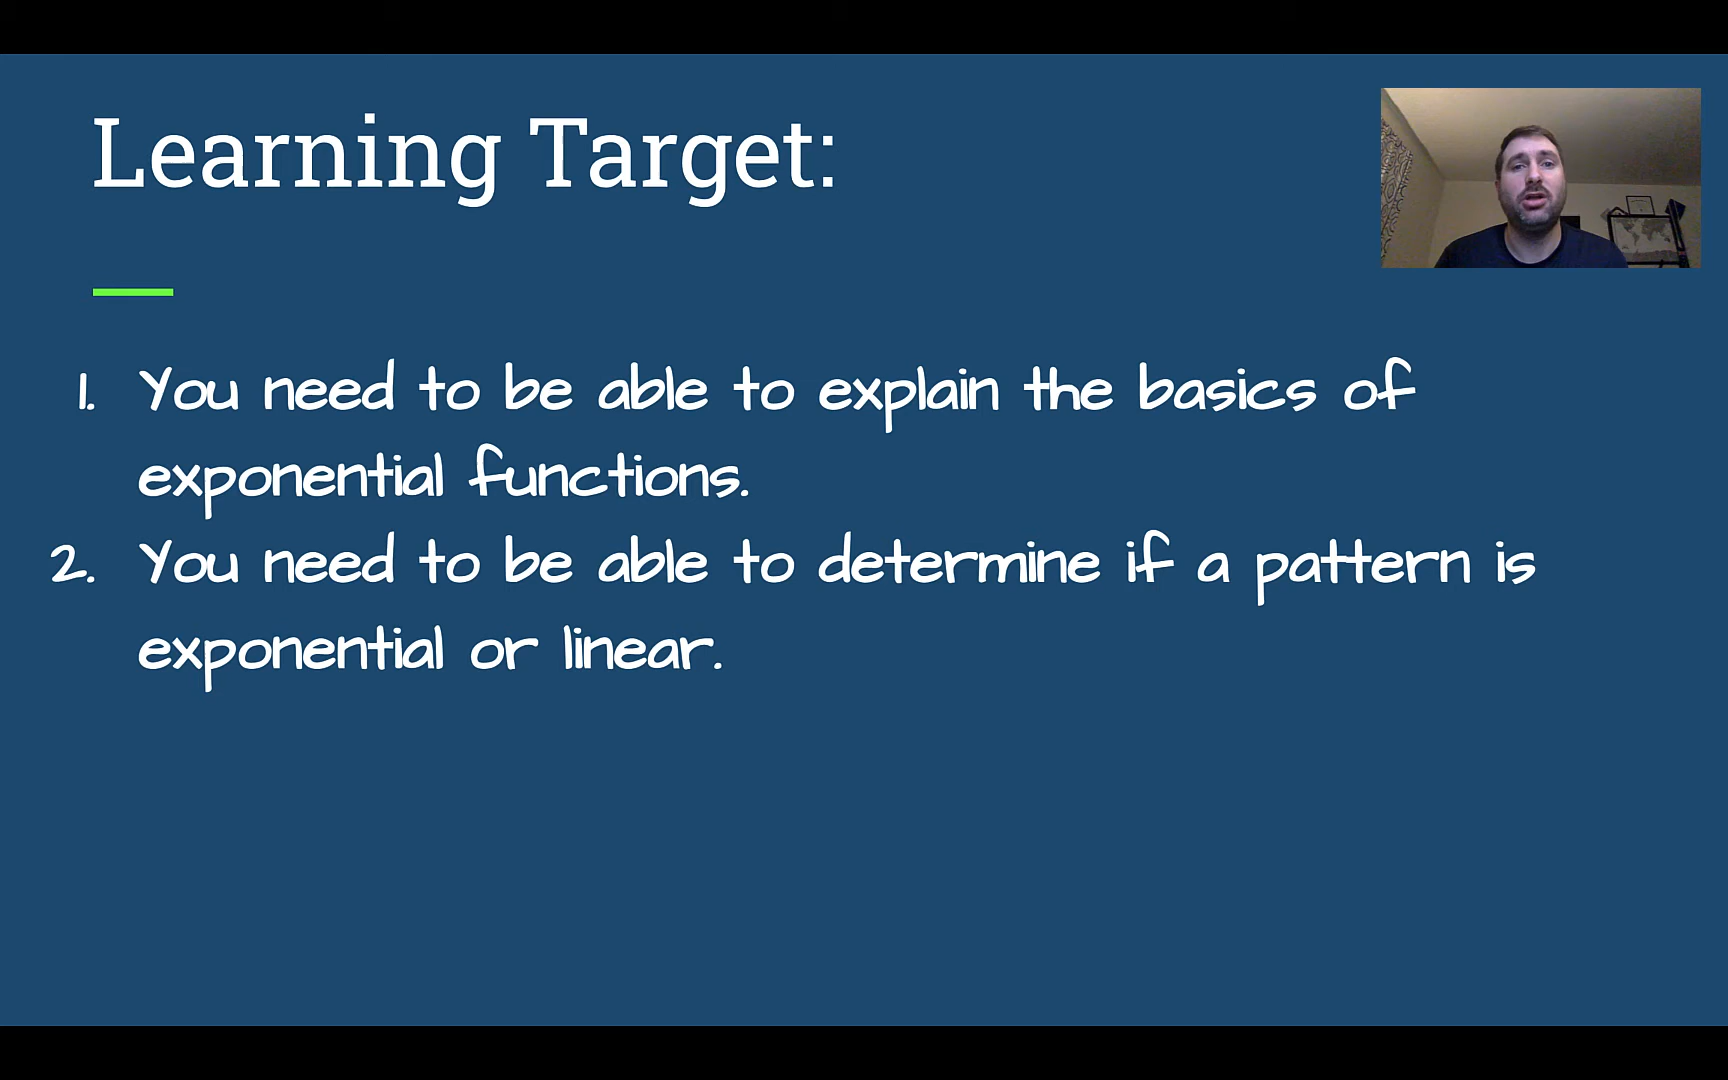 Learning Target:
1. You need to be able to explain the basics of
exponential functions.
2. You need to be able to determine if a pattern is
exponential or linear.